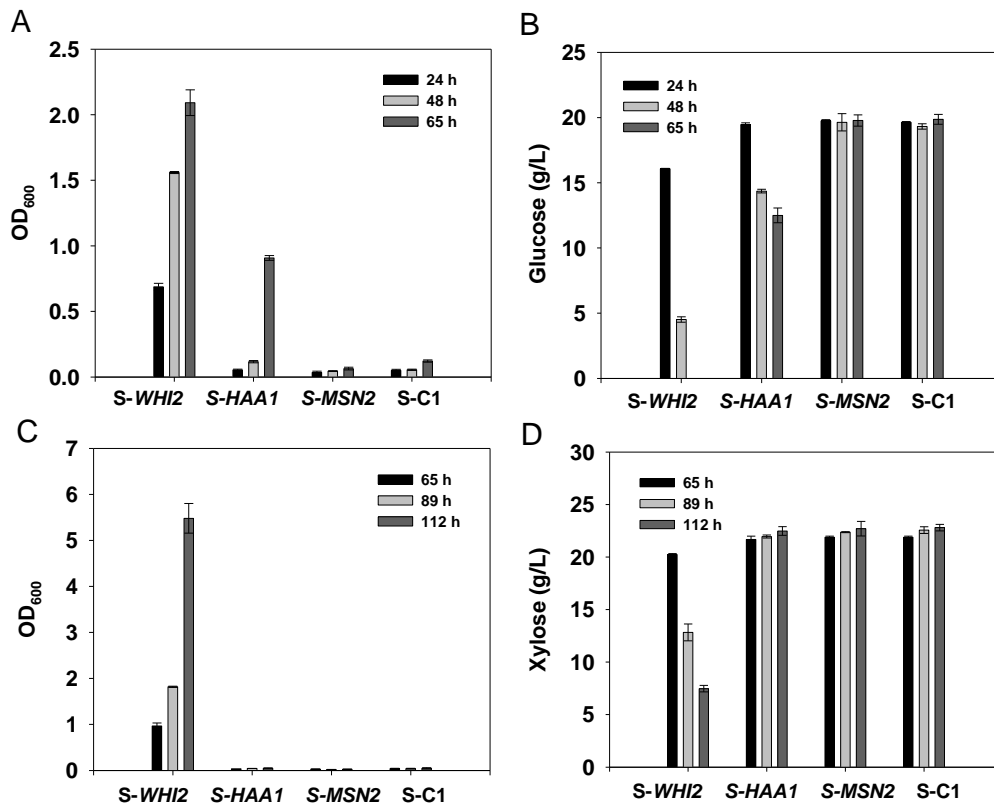 A
OD600
2.5
2.0
1.5
1.0
0.5
0.0
24 h
48 h
65 h
S-WHI2 S-HAA1 S-MSN2 S-C1
B
Glucose (g/L)
25
20
15
10
5
0
24 h
48 h
65 h
S-WHI2 S-HAA1 S-MSN2 S-C1
C
OD600
7
6
5
4
3
2
1
0
65 h
89 h
112 h
S-WHI2 S-HAA1 S-MSN2 S-C1
D
Xylose (g/L)
30
25
20
15
10
5
0
65 h
89 h
112 h
S-WHI2 S-HAA1 S-MSN2 S-C1